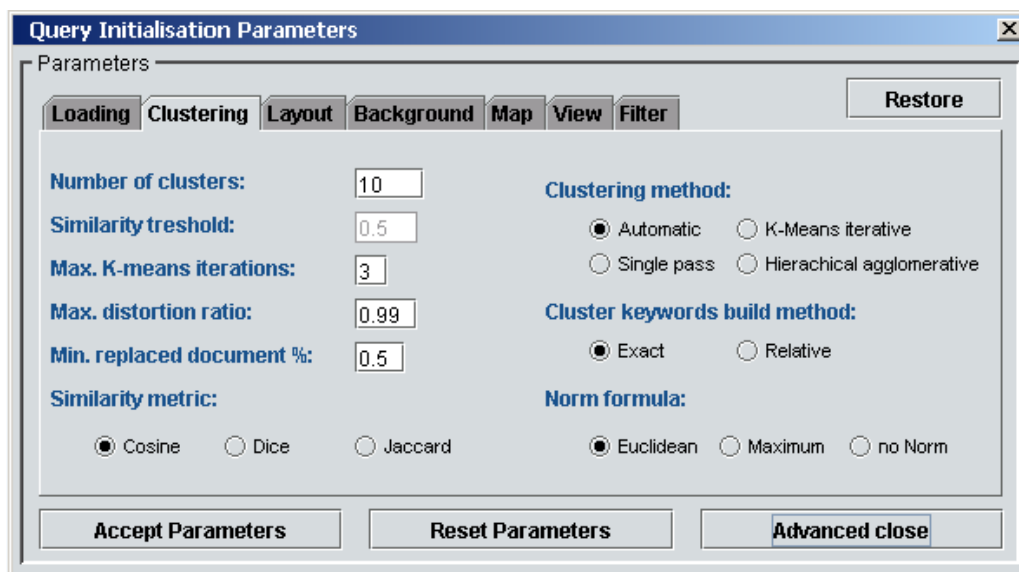 Query Initialisation Parameters
Parameters
Restore
Loading Clustering Layout Background Map View Filter
Number of clusters: 10
Similarity treshold: 0.5
Max. K-means iterations: 3
Max. distortion ratio: 0.99
Min. replaced document %: 0.5
Similarity metric:
Cosine Dice Jaccard
Clustering method:
Automatic K-Means iterative
Single pass Hierachical agglomerative
Cluster keywords build method:
Exact Relative
Norm formula:
Euclidean Maximum no Norm
Accept Parameters Reset Parameters Advanced close